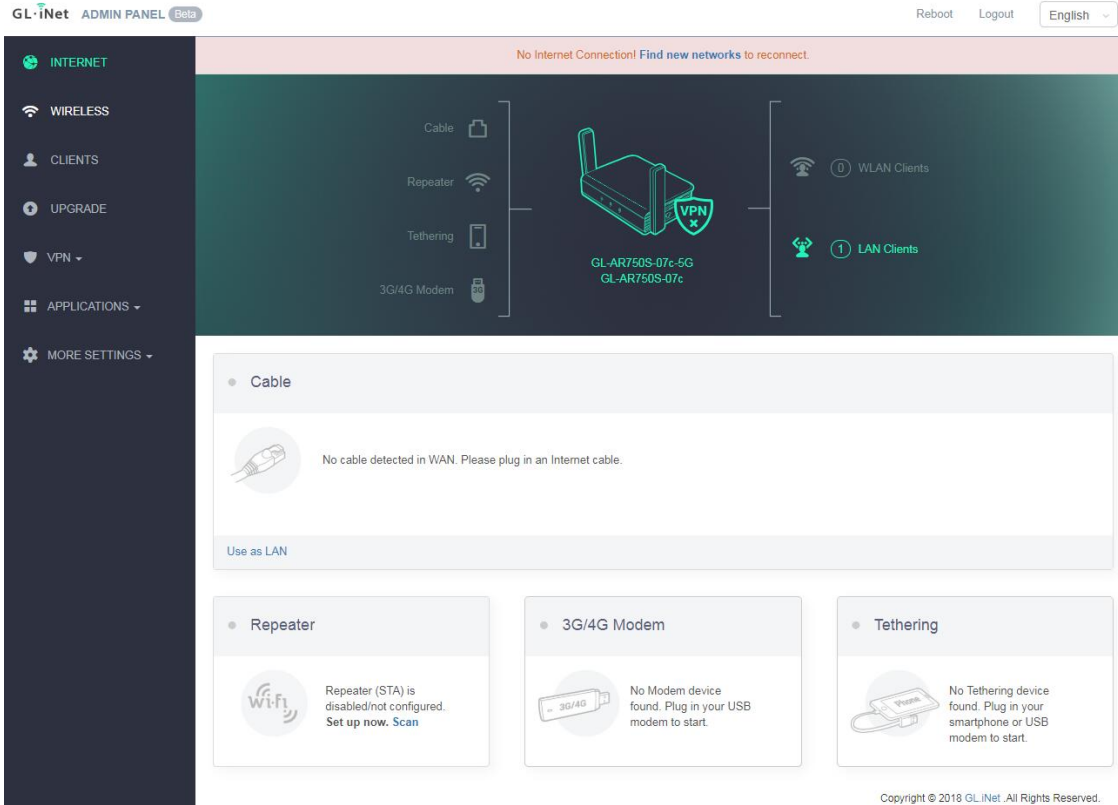 GL·iNet ADMIN PANEL Beta
Reboot Logout English
INTERNET
WIRELESS
CLIENTS
UPGRADE
VPN
APPLICATIONS
MORE SETTINGS
No Internet Connection! Find new networks to reconnect.
Cable
Repeater
Tethering
3G/4G Modem
3G
VPN
GL-AR750S-07c-5G
GL-AR750S-07c
0 WLAN Clients
1 LAN Clients
Cable
No cable detected in WAN. Please plug in an Internet cable.
Use as LAN
Repeater
Wi-Fi
Repeater (STA) is
disabled/not configured.
Set up now. Scan
3G/4G Modem
3G/4G
No Modem device
found. Plug in your USB
modem to start.
Tethering
Phone
No Tethering device
found. Plug in your
smartphone or USB
modem to start.
Copyright © 2018 GL.iNet .All Rights Reserved.